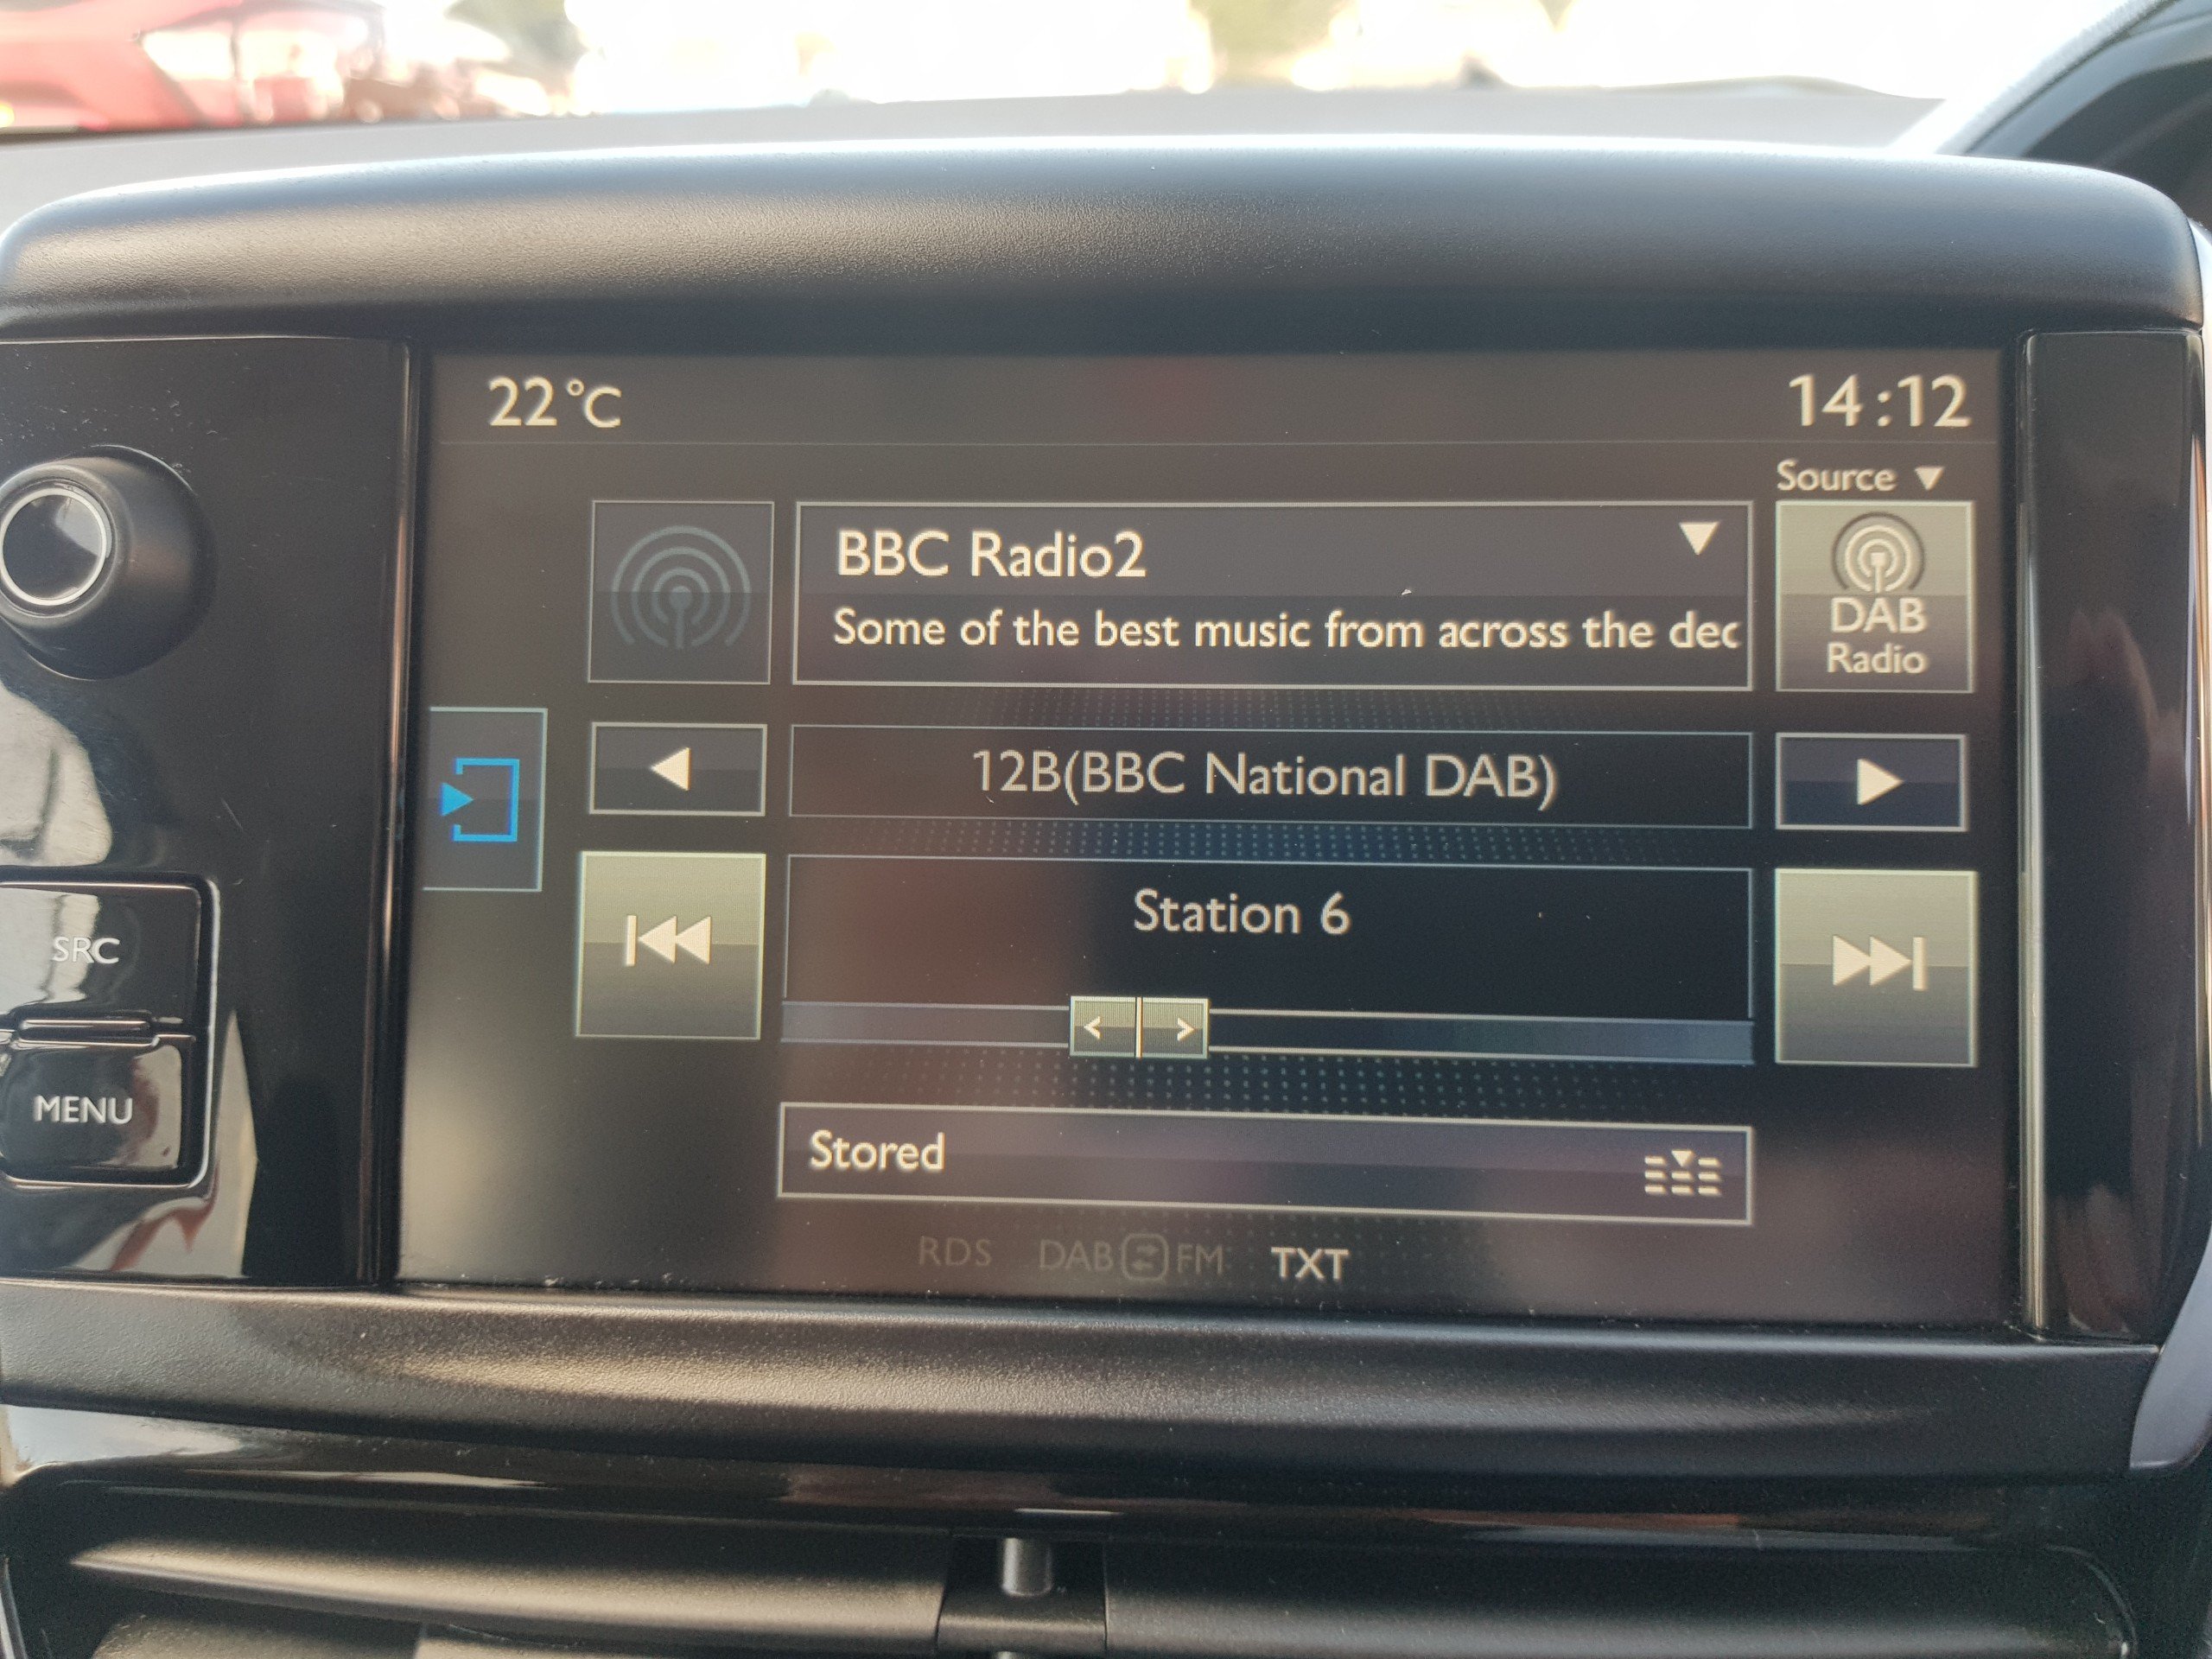 22°C
14:12
Source
BBC Radio2
Some of the best music from across the dec
DAB
Radio
12B(BBC National DAB)
SRC
Station 6
MENU
Stored
RDS DAB FM TXT